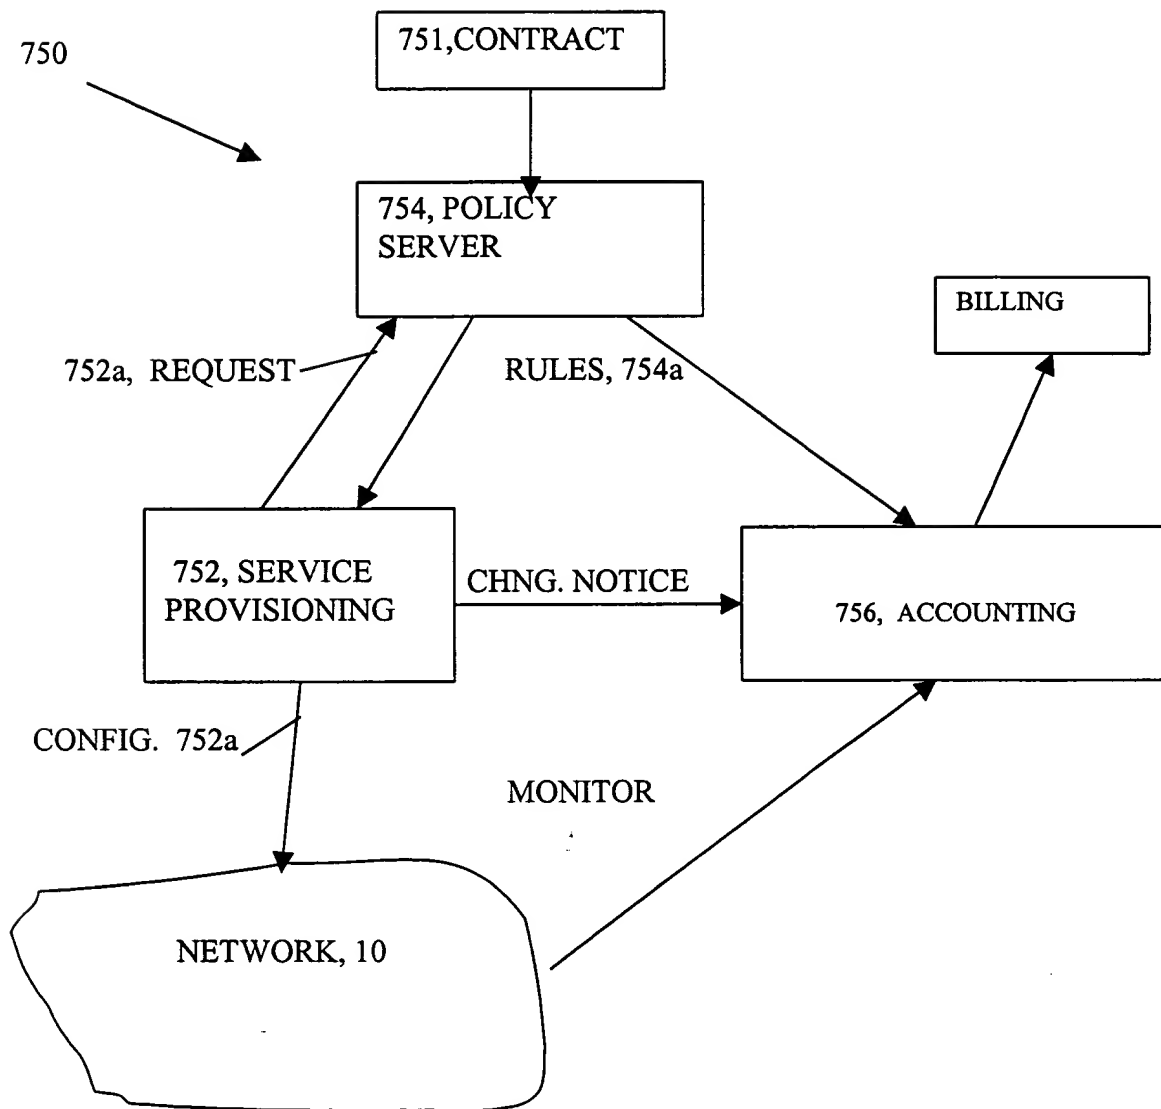 751,CONTRACT
750
754, POLICY
SERVER
BILLING
752a, REQUEST
RULES, 754a
752, SERVICE
PROVISIONING
CHNG. NOTICE
756, ACCOUNTING
CONFIG. 752a
MONITOR
NETWORK, 10